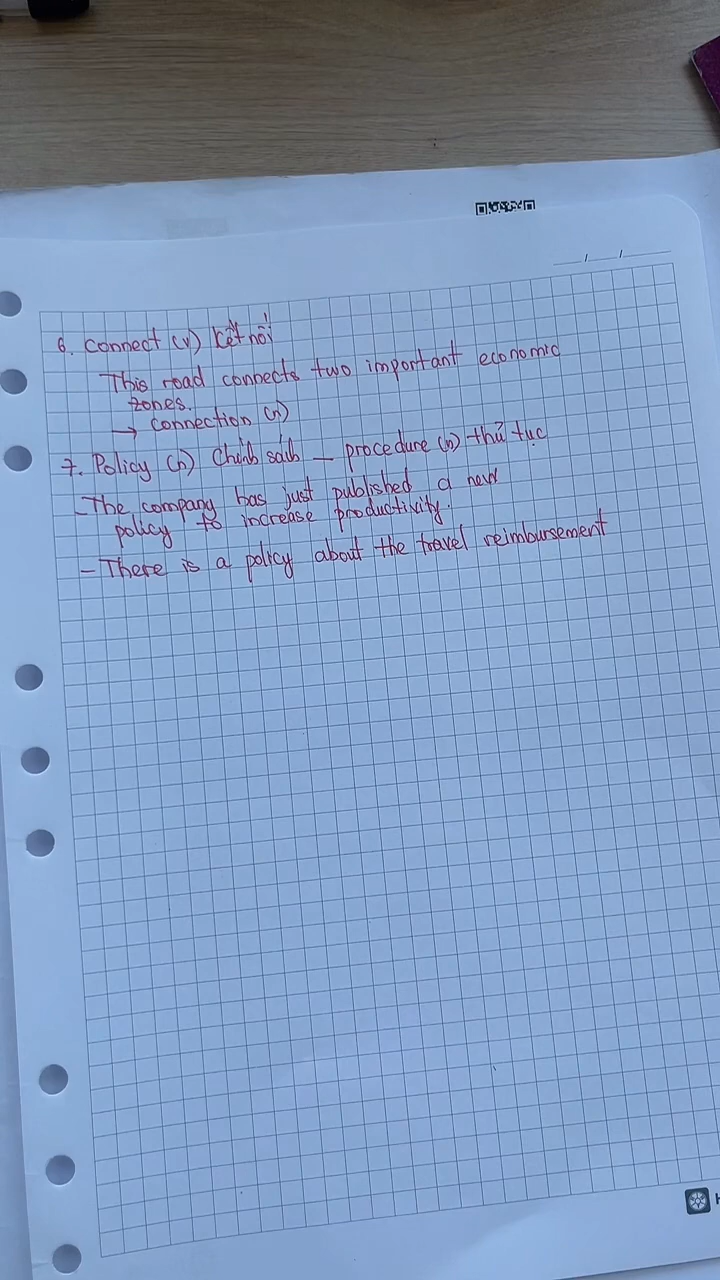 6. Connect (v) kết nối
This road connects two important economic
zones.
→ connection (n)
7. Policy (n) Chính sách — procedure (n) thủ tục
- The company has just published a new
policy to increase productivity.
- There is a policy about the travel reimbursement